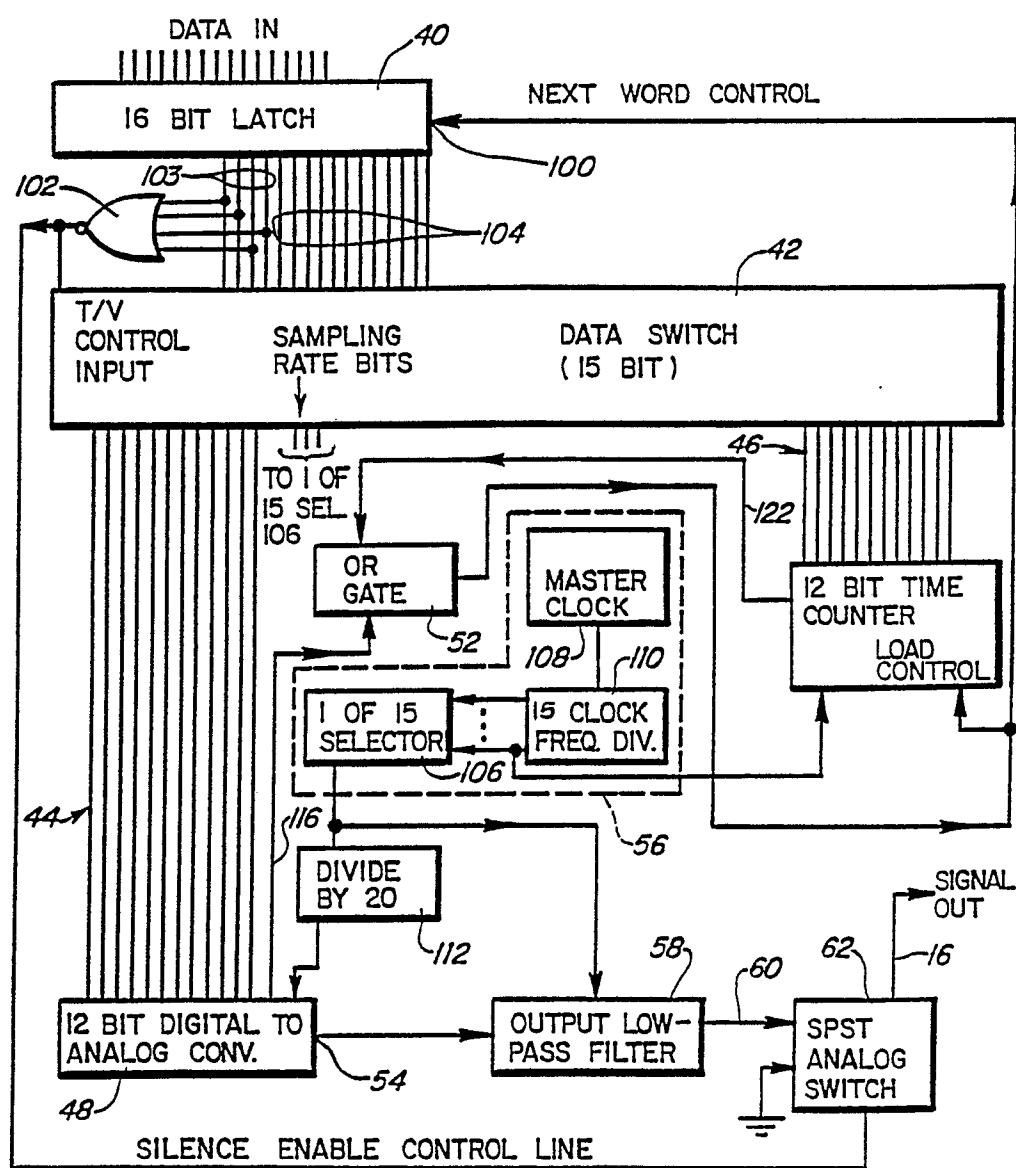 DATA IN
40
16 BIT LATCH
NEXT WORD CONTROL
100
103
102
104
42
T/V
CONTROL
INPUT
SAMPLING
RATE BITS
DATA SWITCH
(15 BIT)
46
TO 1 OF
15 SEL.
106
122
OR
GATE
52
MASTER
CLOCK
108
12 BIT TIME
COUNTER
LOAD
CONTROL
110
1 OF 15
SELECTOR
106
15 CLOCK
FREQ. DIV.
44
116
56
DIVIDE
BY 20
112
SIGNAL
OUT
58
60
62
16
12 BIT DIGITAL TO
ANALOG CONV.
54
OUTPUT LOW-
PASS FILTER
SPST
ANALOG
SWITCH
48
SILENCE ENABLE CONTROL LINE